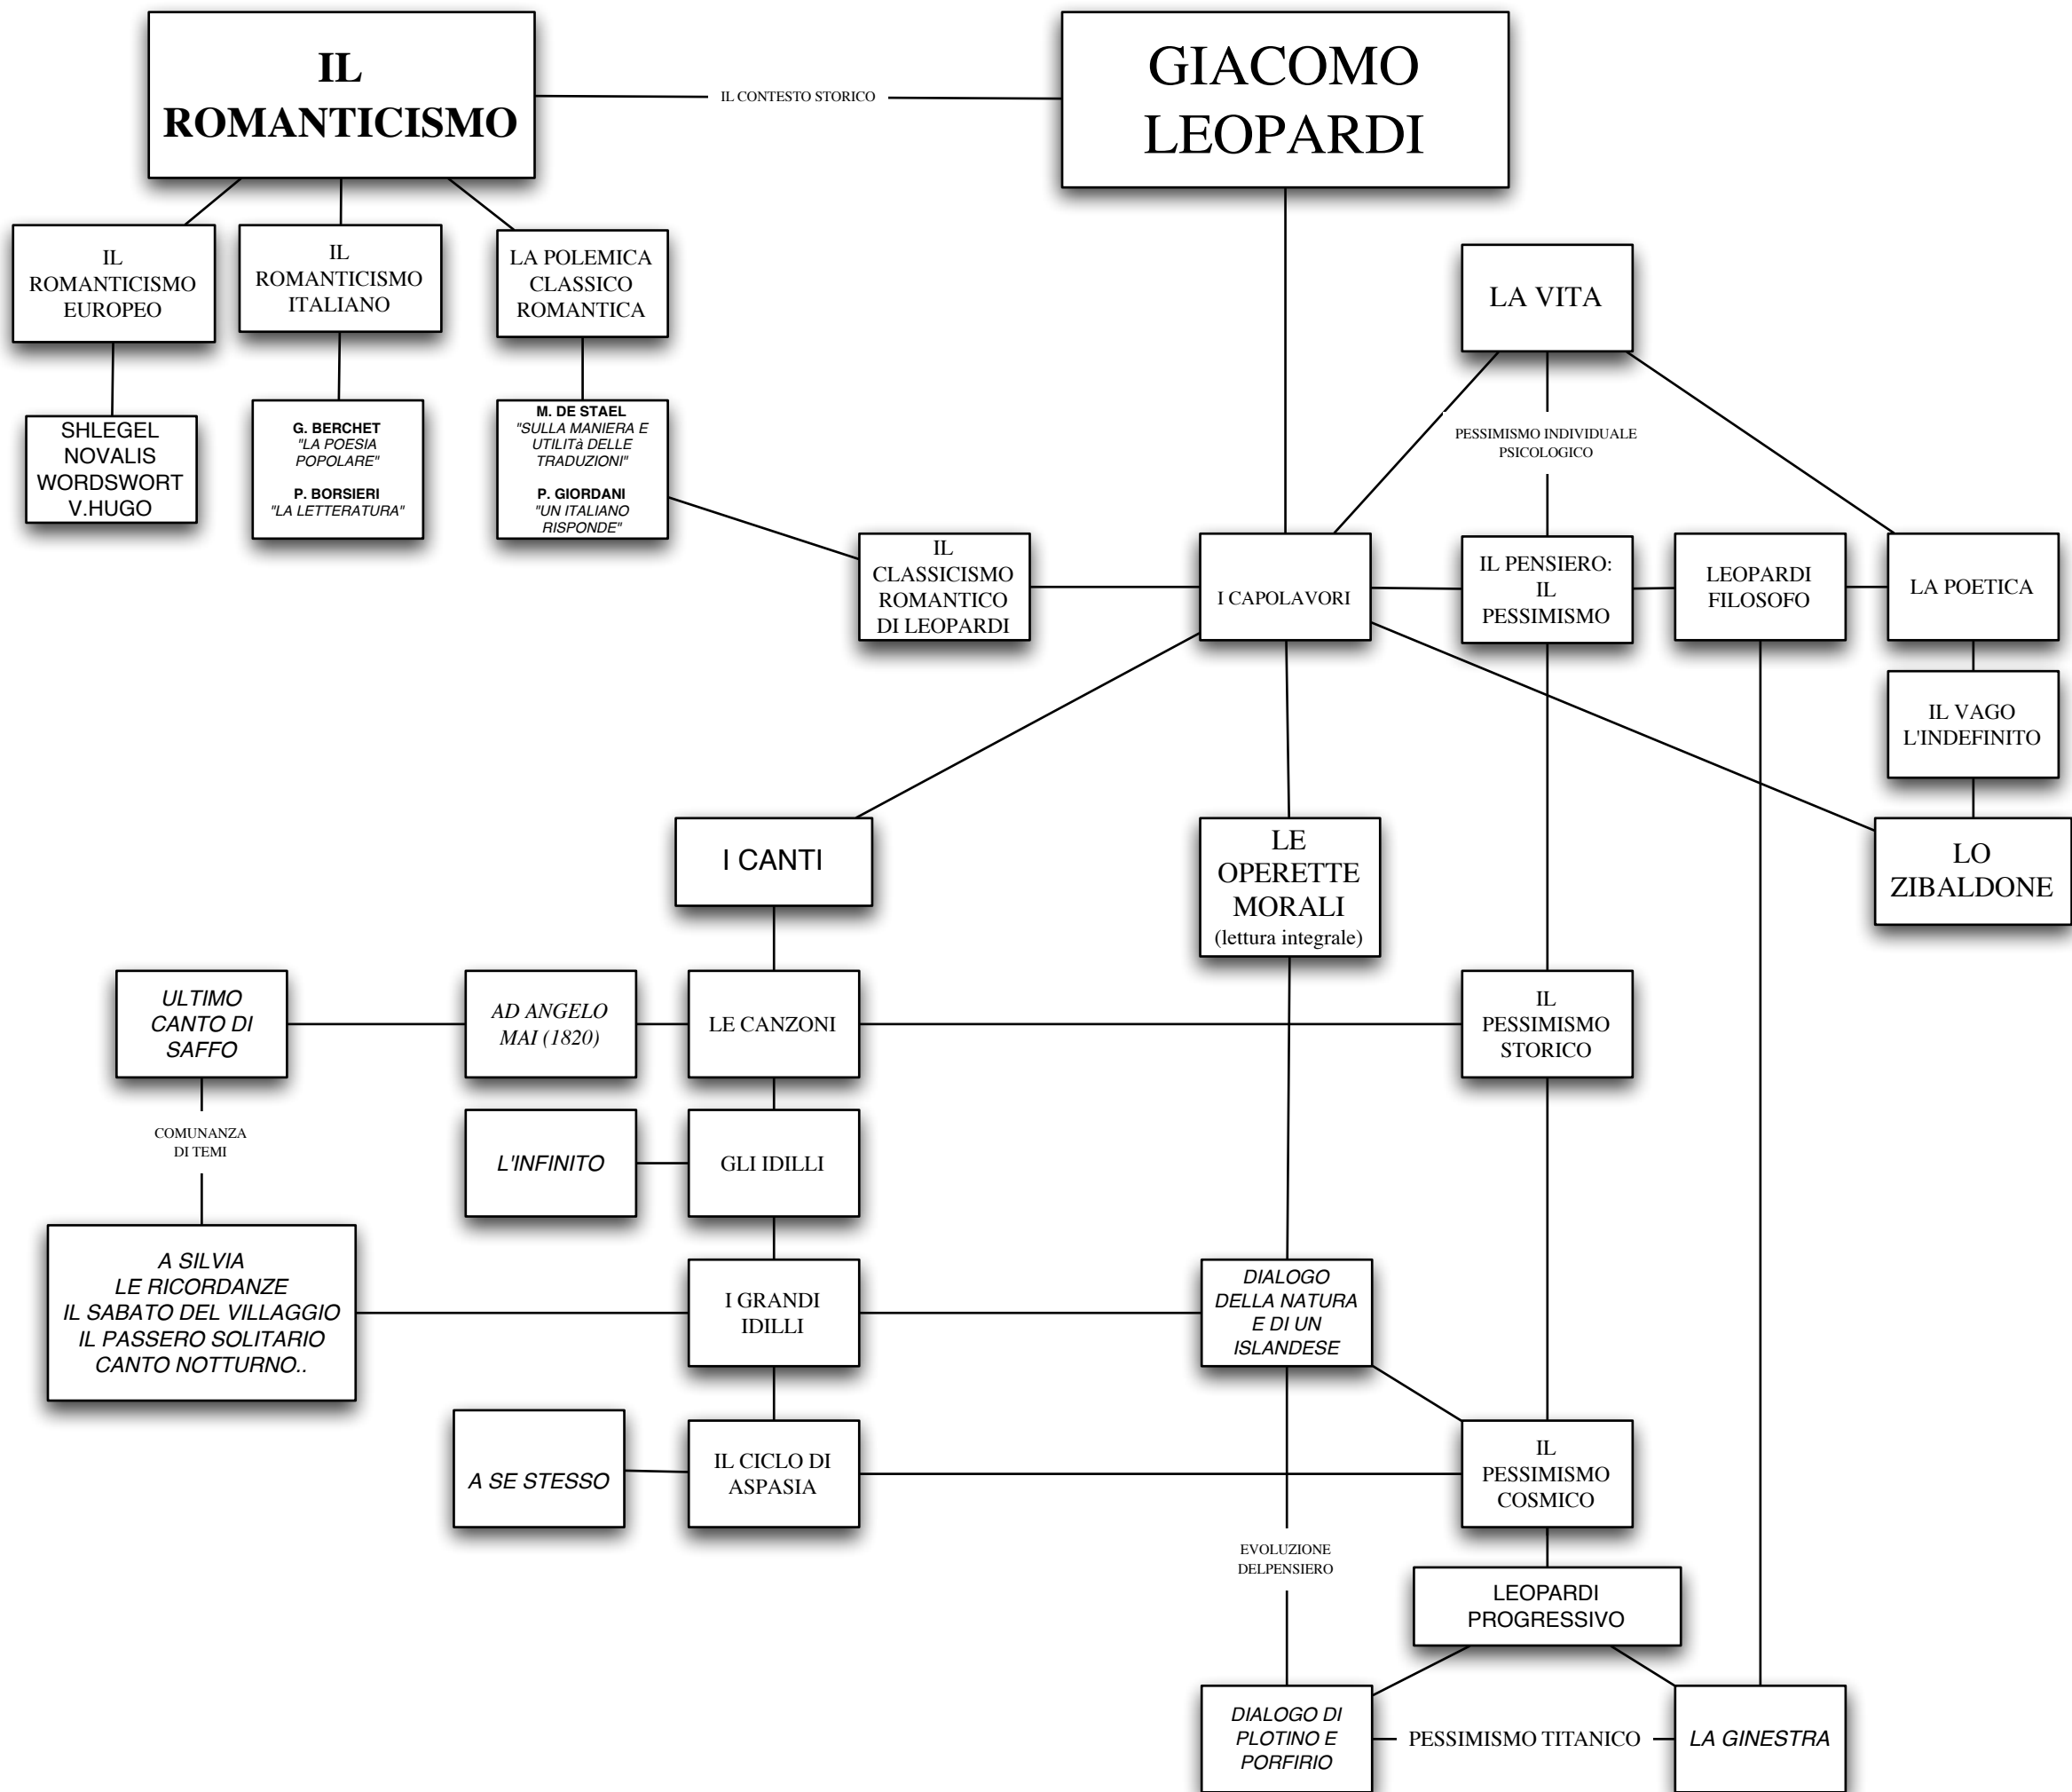 IL
ROMANTICISMO
IL CONTESTO STORICO
GIACOMO
LEOPARDI
IL
ROMANTICISMO
EUROPEO
IL
ROMANTICISMO
ITALIANO
LA POLEMICA
CLASSICO
ROMANTICA
LA VITA
SHLEGEL
NOVALIS
WORDSWORT
V.HUGO
G. BERCHET
"LA POESIA
POPOLARE"
P. BORSIERI
"LA LETTERATURA"
M. DE STAEL
"SULLA MANIERA E
UTILITà DELLE
TRADUZIONI"
P. GIORDANI
"UN ITALIANO
RISPONDE"
PESSIMISMO INDIVIDUALE
PSICOLOGICO
IL
CLASSICISMO
ROMANTICO
DI LEOPARDI
I CAPOLAVORI
IL PENSIERO:
IL
PESSIMISMO
LEOPARDI
FILOSOFO
LA POETICA
IL VAGO
L'INDEFINITO
I CANTI
LE
OPERETTE
MORALI
(lettura integrale)
LO
ZIBALDONE
ULTIMO
CANTO DI
SAFFO
AD ANGELO
MAI (1820)
LE CANZONI
IL
PESSIMISMO
STORICO
COMUNANZA
DI TEMI
L'INFINITO
GLI IDILLI
A SILVIA
LE RICORDANZE
IL SABATO DEL VILLAGGIO
IL PASSERO SOLITARIO
CANTO NOTTURNO..
I GRANDI
IDILLI
DIALOGO
DELLA NATURA
E DI UN
ISLANDESE
A SE STESSO
IL CICLO DI
ASPASIA
IL
PESSIMISMO
COSMICO
EVOLUZIONE
DELPENSIERO
LEOPARDI
PROGRESSIVO
DIALOGO DI
PLOTINO E
PORFIRIO
PESSIMISMO TITANICO
LA GINESTRA